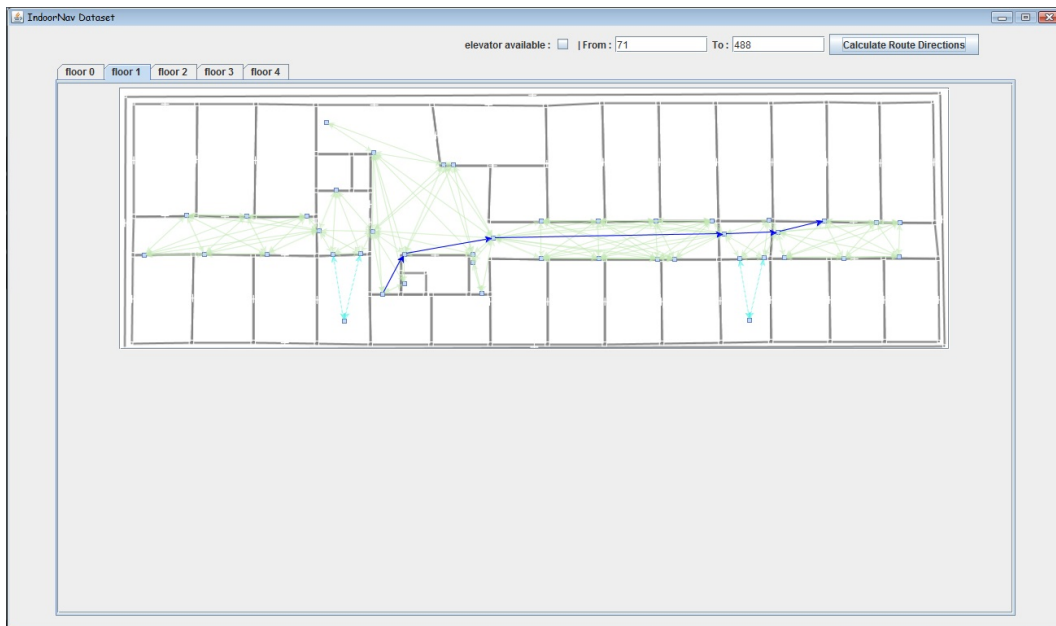 IndoorNav Dataset
elevator available : | From : 71 To : 488 Calculate Route Directions
floor 0 floor 1 floor 2 floor 3 floor 4